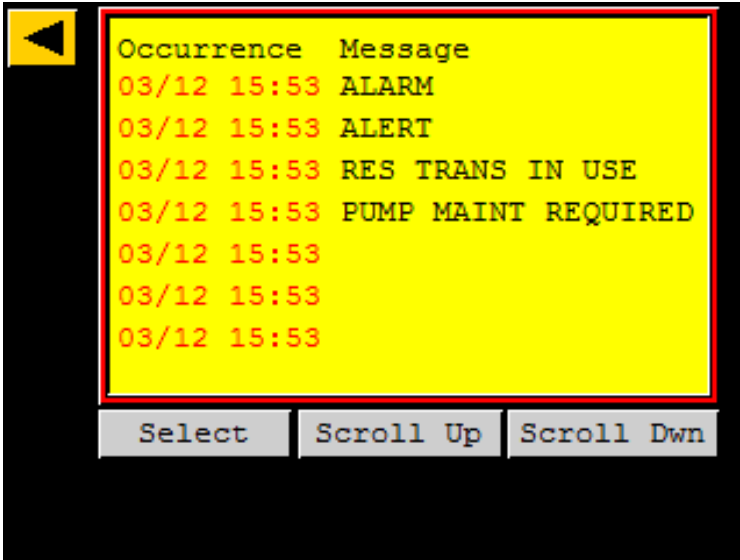 Occurrence Message
03/12 15:53 ALARM
03/12 15:53 ALERT
03/12 15:53 RES TRANS IN USE
03/12 15:53 PUMP MAINT REQUIRED
03/12 15:53
03/12 15:53
03/12 15:53
Select Scroll Up Scroll Dwn